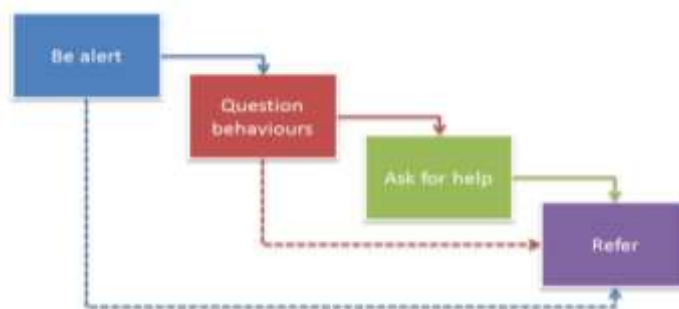 Be alert
Question
behaviours
Ask for help
Refer